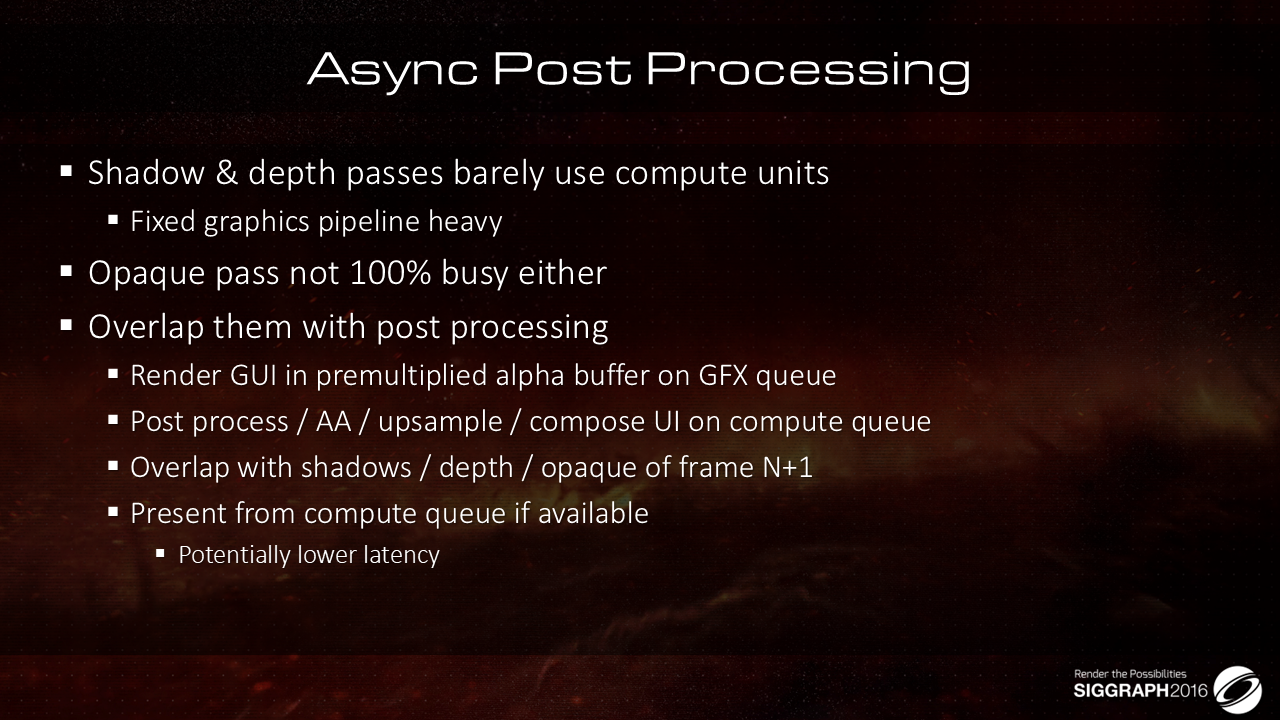 Async Post Processing
▪ Shadow & depth passes barely use compute units
▪ Fixed graphics pipeline heavy
▪ Opaque pass not 100% busy either
▪ Overlap them with post processing
▪ Render GUI in premultiplied alpha buffer on GFX queue
▪ Post process / AA / upsample / compose UI on compute queue
▪ Overlap with shadows / depth / opaque of frame N+1
▪ Present from compute queue if available
▪ Potentially lower latency
Render the Possibilities
SIGGRAPH2016